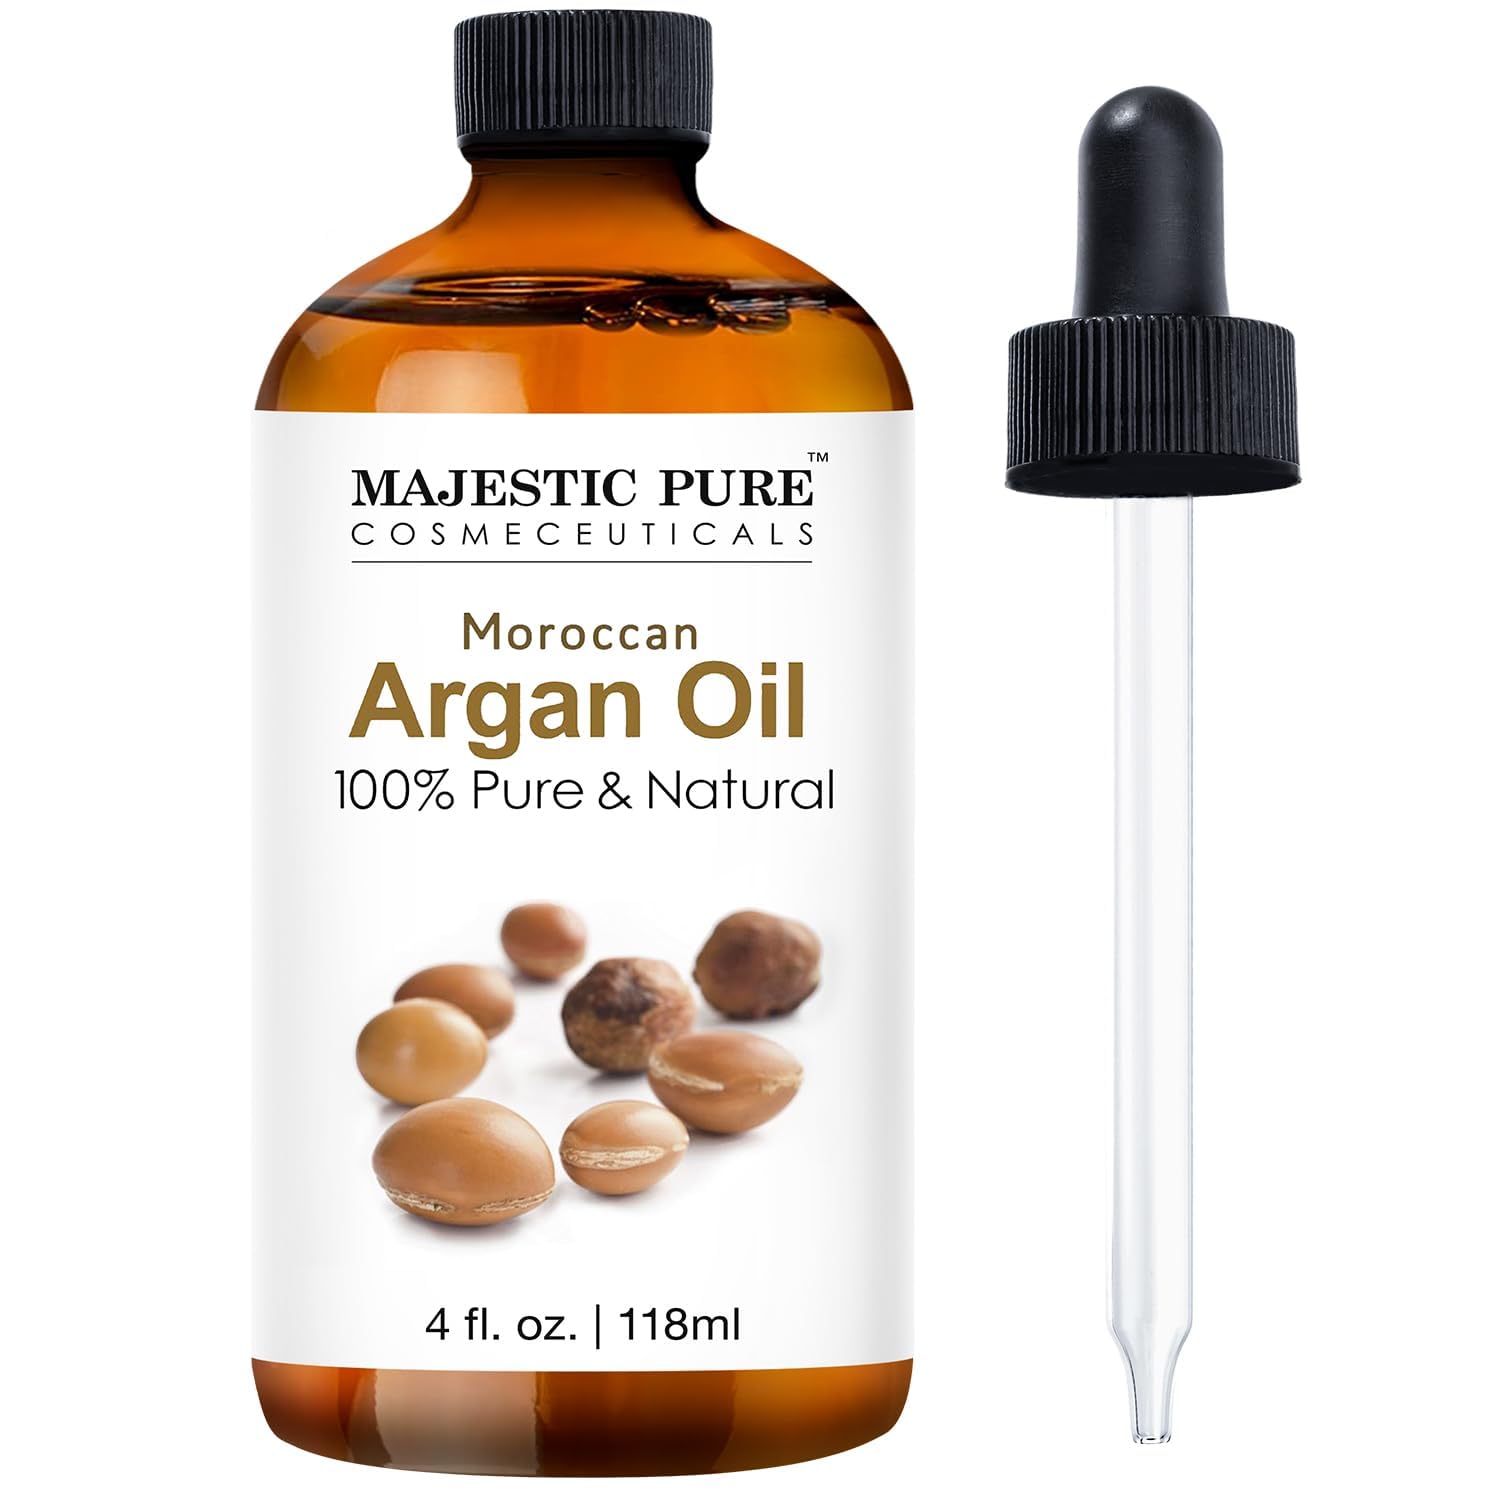 MAJESTIC PURE™
COSMECEUTICALS
Moroccan
Argan Oil
100% Pure & Natural
4 fl. oz. | 118ml